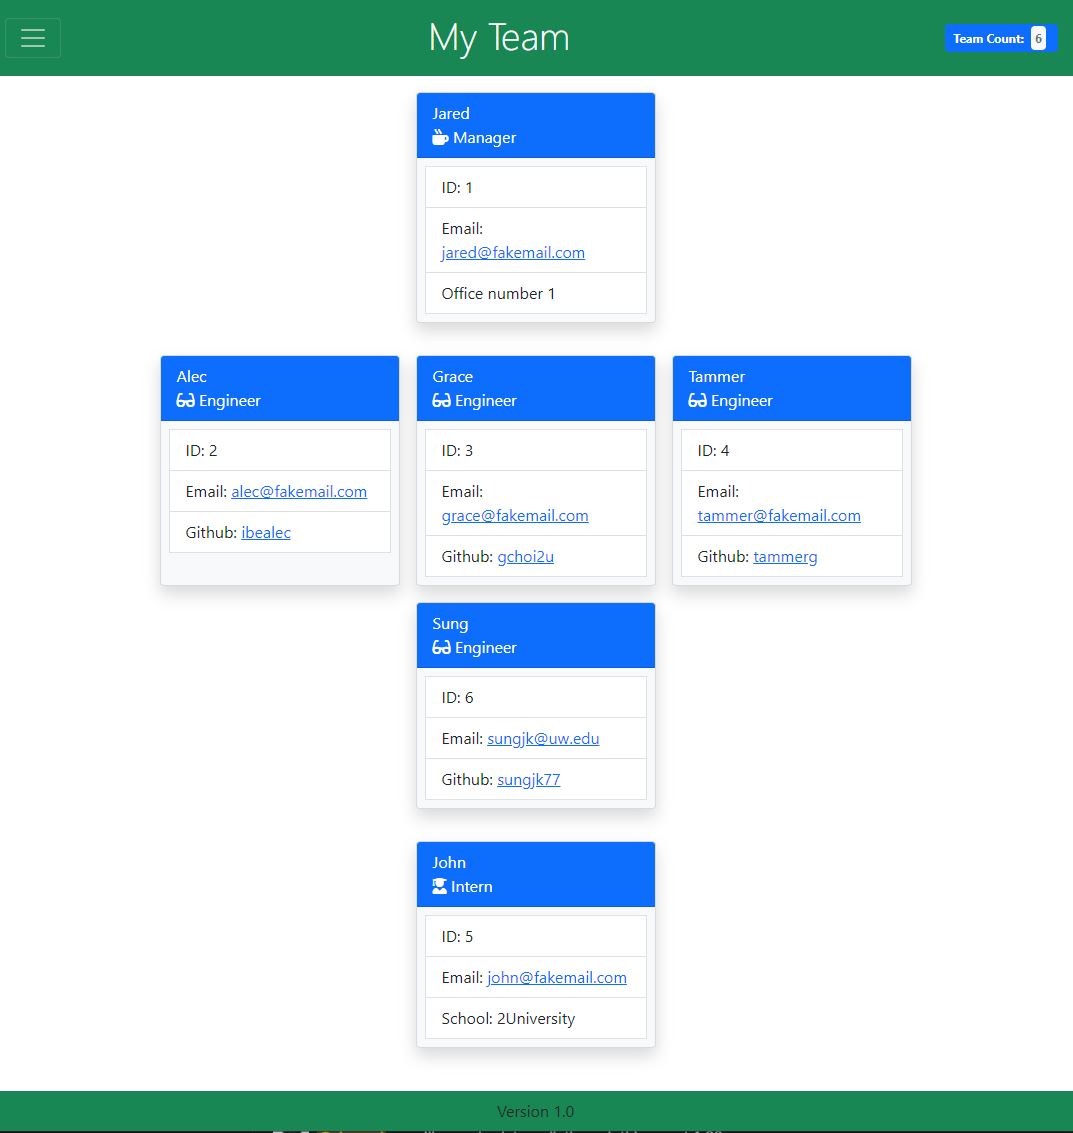 My Team
Team Count: 6
Jared
Manager
ID: 1
Email:
jared@fakemail.com
Office number 1
Alec
Engineer
ID: 2
Email: alec@fakemail.com
Github: ibealec
Grace
Engineer
ID: 3
Email:
grace@fakemail.com
Github: gchoi2u
Tammer
Engineer
ID: 4
Email:
tammer@fakemail.com
Github: tammerg
Sung
Engineer
ID: 6
Email: sungjk@uw.edu
Github: sungjk77
John
Intern
ID: 5
Email: john@fakemail.com
School: 2University
Version 1.0